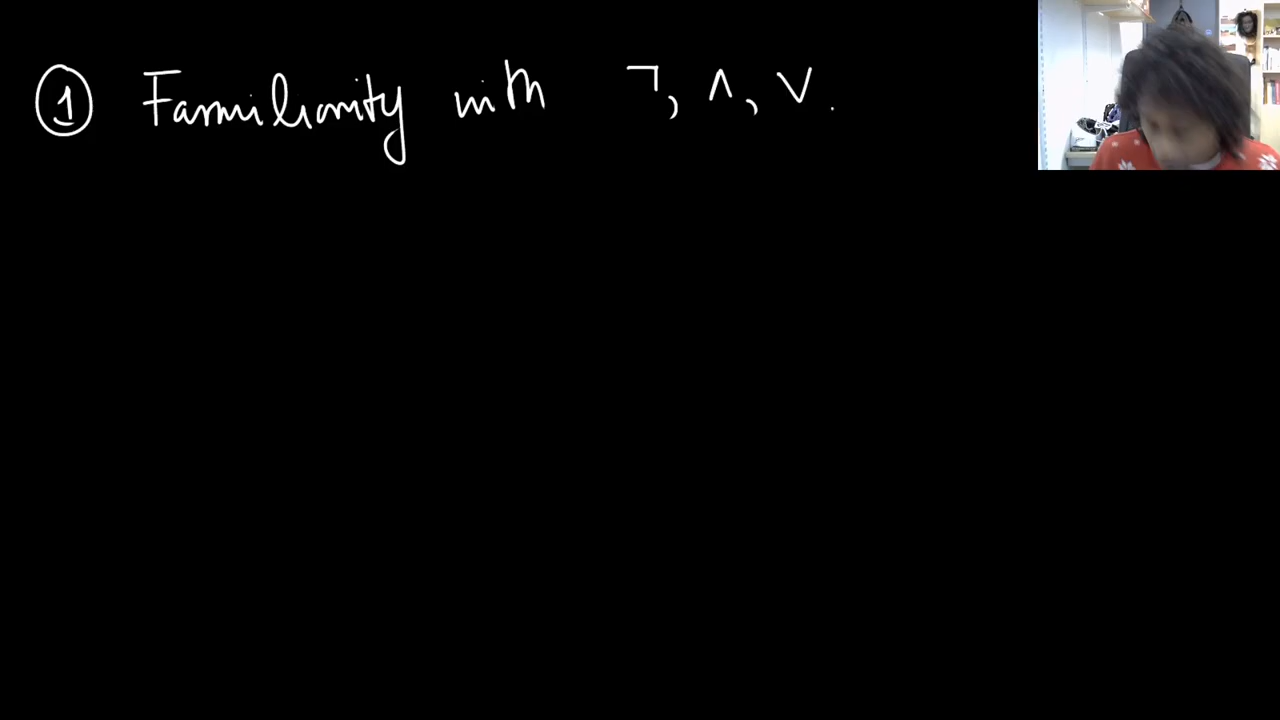 ① Familiarity with ¬, ∧, ∨.